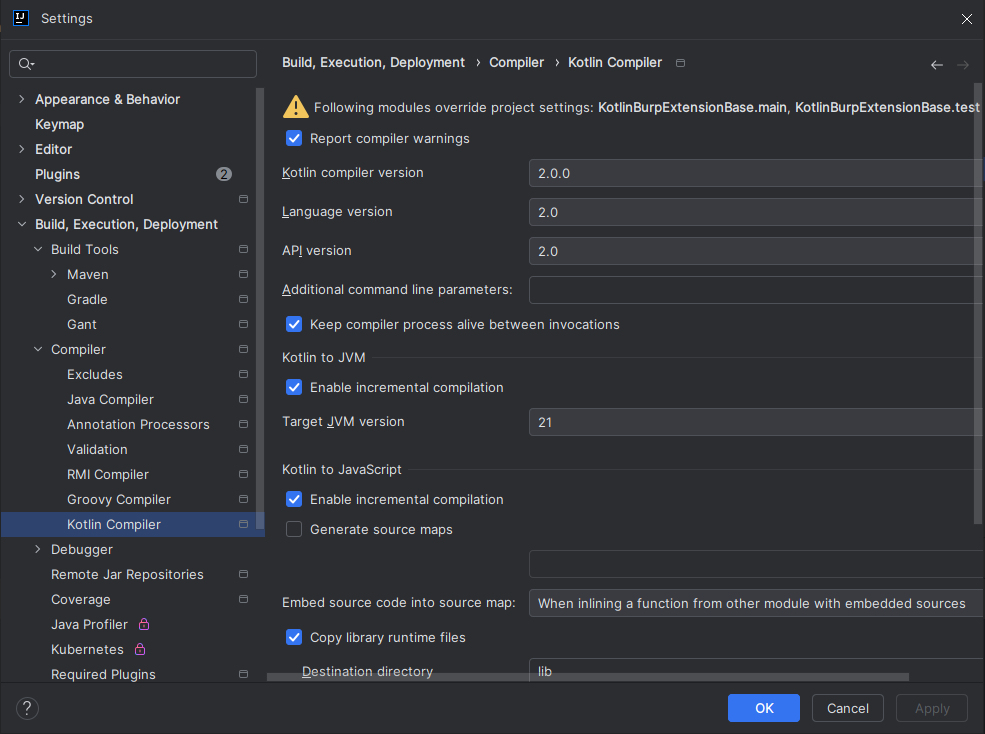 Settings
Build, Execution, Deployment › Compiler › Kotlin Compiler
Appearance & Behavior
Keymap
Editor
Plugins 2
Version Control
Build, Execution, Deployment
Build Tools
Maven
Gradle
Gant
Compiler
Excludes
Java Compiler
Annotation Processors
Validation
RMI Compiler
Groovy Compiler
Kotlin Compiler
Debugger
Remote Jar Repositories
Coverage
Java Profiler
Kubernetes
Required Plugins
Following modules override project settings: KotlinBurpExtensionBase.main, KotlinBurpExtensionBase.test
Report compiler warnings
Kotlin compiler version 2.0.0
Language version 2.0
API version 2.0
Additional command line parameters:
Keep compiler process alive between invocations
Kotlin to JVM
Enable incremental compilation
Target JVM version 21
Kotlin to JavaScript
Enable incremental compilation
Generate source maps
Embed source code into source map: When inlining a function from other module with embedded sources
Copy library runtime files
Destination directory lib
? OK Cancel Apply